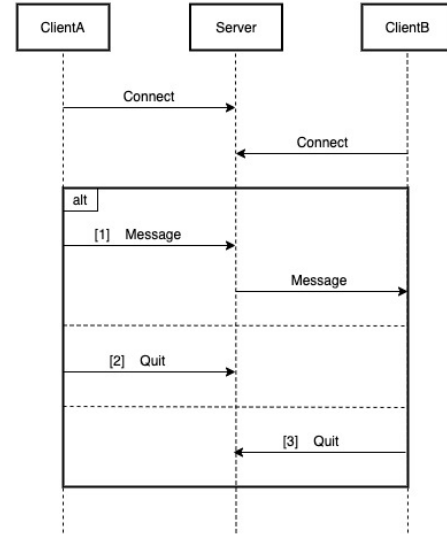 ClientA Server ClientB
Connect
Connect
alt
[1] Message
Message
[2] Quit
[3] Quit